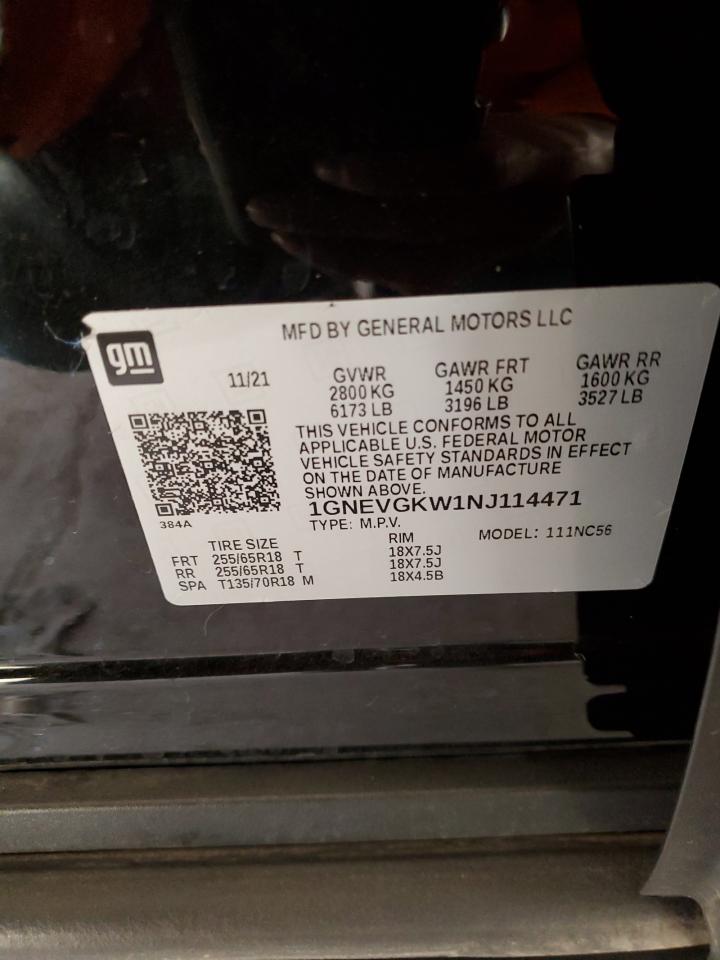 MFD BY GENERAL MOTORS LLC
gm
11/21
GVWR
2800 KG
6173 LB
GAWR FRT
1450 KG
3196 LB
GAWR RR
1600 KG
3527 LB
THIS VEHICLE CONFORMS TO ALL
APPLICABLE U.S. FEDERAL MOTOR
VEHICLE SAFETY STANDARDS IN EFFECT
ON THE DATE OF MANUFACTURE
SHOWN ABOVE.
384A
1GNEVGKW1NJ114471
TYPE: M.P.V.
MODEL: 111NC56
TIRE SIZE RIM
FRT 255/65R18 T 18X7.5J
RR 255/65R18 T 18X7.5J
SPA T135/70R18 M 18X4.5B